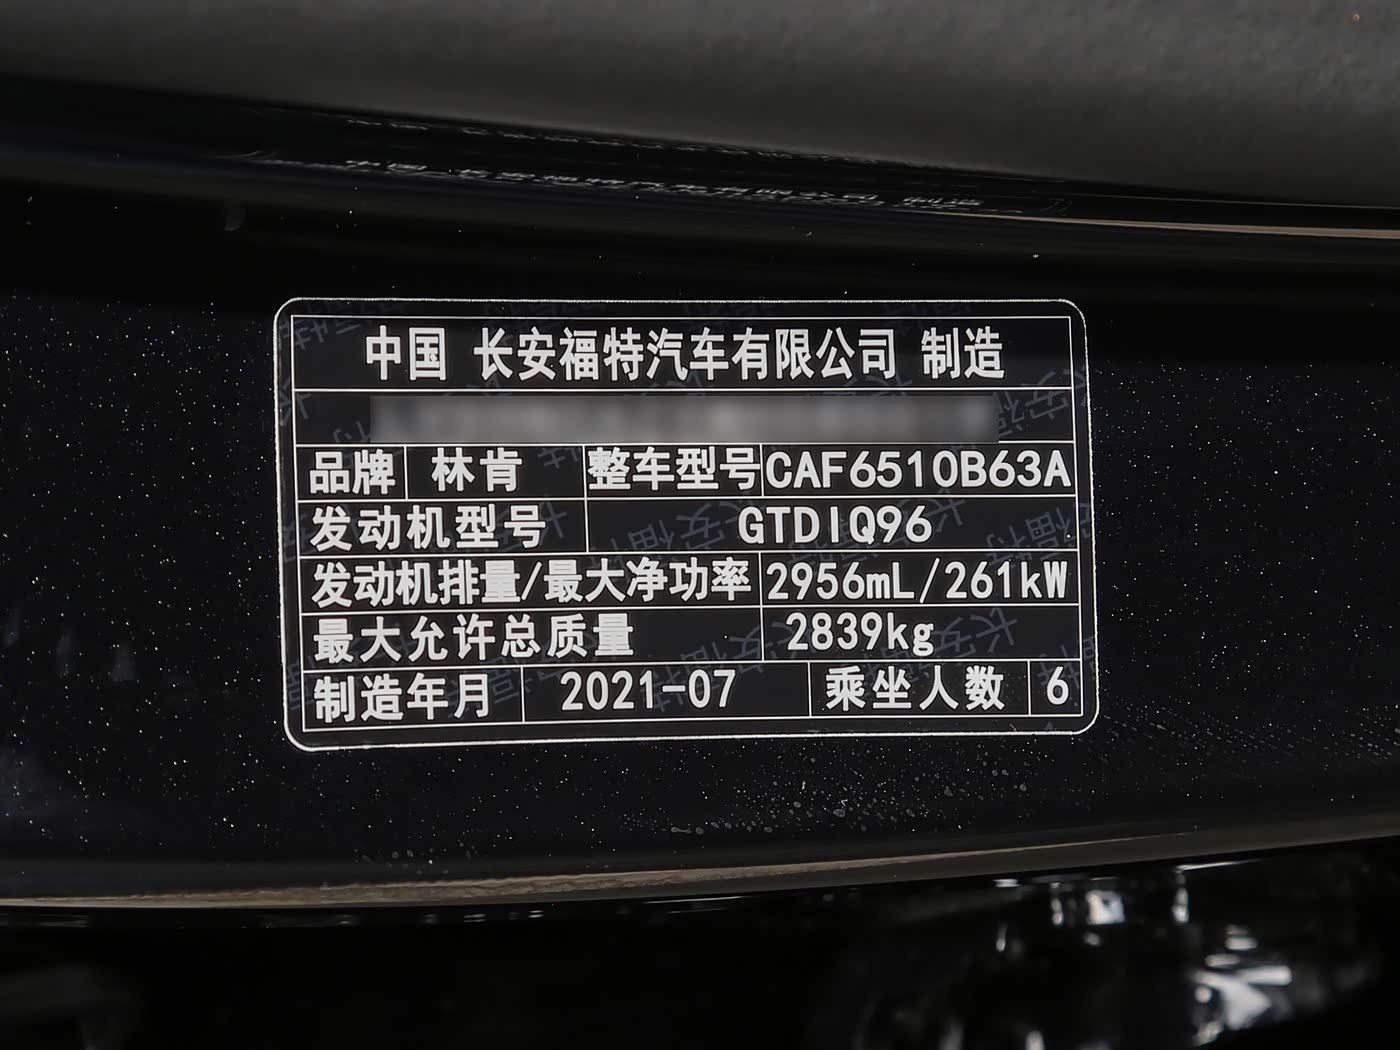 中国 长安福特汽车有限公司 制造
品牌 林肯 整车型号 CAF6510B63A
发动机型号 GTDIQ96
发动机排量/最大净功率 2956mL/261kW
最大允许总质量 2839kg
制造年月 2021-07 乘坐人数 6